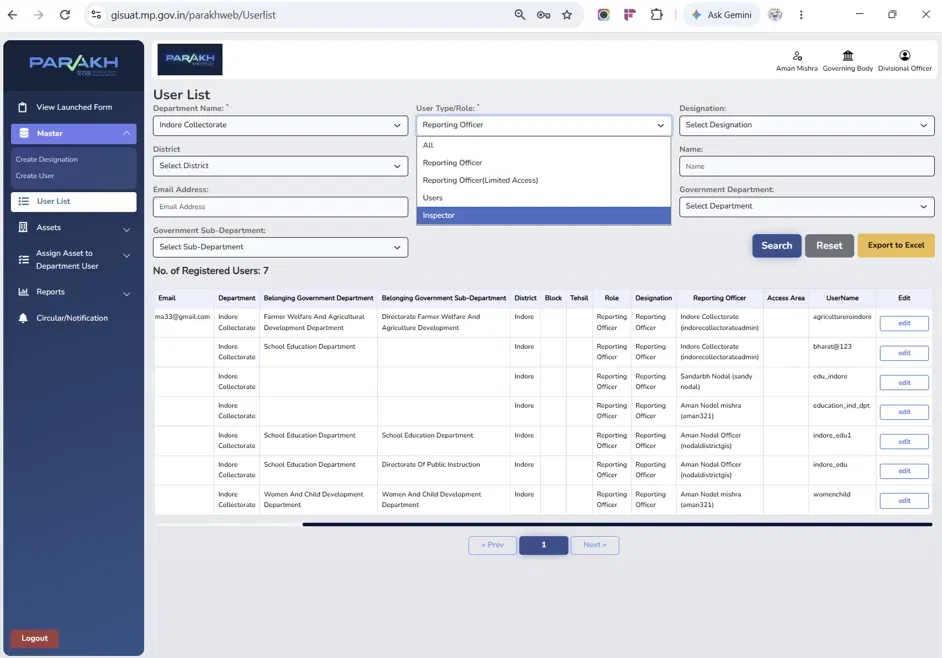 gisuat.mp.gov.in/parakhweb/Userlist
Ask Gemini
PARAKH
PARAKH
Aman Mishra
Governing Body
Divisional Officer
View Launched Form
Master
Create Designation
Create User
User List
Assets
Assign Asset to
Department User
Reports
Circular/Notification
Logout
User List
Department Name: *
Indore Collectorate
User Type/Role: *
Reporting Officer
All
Reporting Officer
Reporting Officer(Limited Access)
Users
Inspector
Designation:
Select Designation
District
Select District
Name:
Name
Email Address:
Email Address
Government Department:
Select Department
Government Sub-Department:
Select Sub-Department
Search
Reset
Export to Excel
No. of Registered Users: 7
Email Department Belonging Government Department Belonging Government Sub-Department District Block Tehsil Role Designation Reporting Officer Access Area UserName Edit
ma33@gmail.com Indore Farmer Welfare And Agricultural Directorate Farmer Welfare And Indore Reporting Reporting Indore Collectorate agricultureroindore edit
Collectorate Development Department Agriculture Development Officer Officer (indorecollectorateadmin)
Indore School Education Department Indore Reporting Reporting Indore Collectorate bharat@123 edit
Collectorate Officer Officer (indorecollectorateadmin)
Indore Indore Reporting Reporting Sandarbh Nodal (sandy edu_indore edit
Collectorate Officer Officer nodal)
Indore Indore Reporting Reporting Aman Nodel mishra education_ind_dpt edit
Collectorate Officer Officer (aman321)
Indore School Education Department School Education Department Indore Reporting Reporting Aman Nodal Officer indore_edu1 edit
Collectorate Officer Officer (nodaldistrictgis)
Indore School Education Department Directorate Of Public Instruction Indore Reporting Reporting Aman Nodal Officer indore_edu edit
Collectorate Officer Officer (nodaldistrictgis)
Indore Women And Child Development Women And Child Development Indore Reporting Reporting Aman Nodel mishra womenchild edit
Collectorate Department Department Officer Officer (aman321)
« Prev
1
Next »